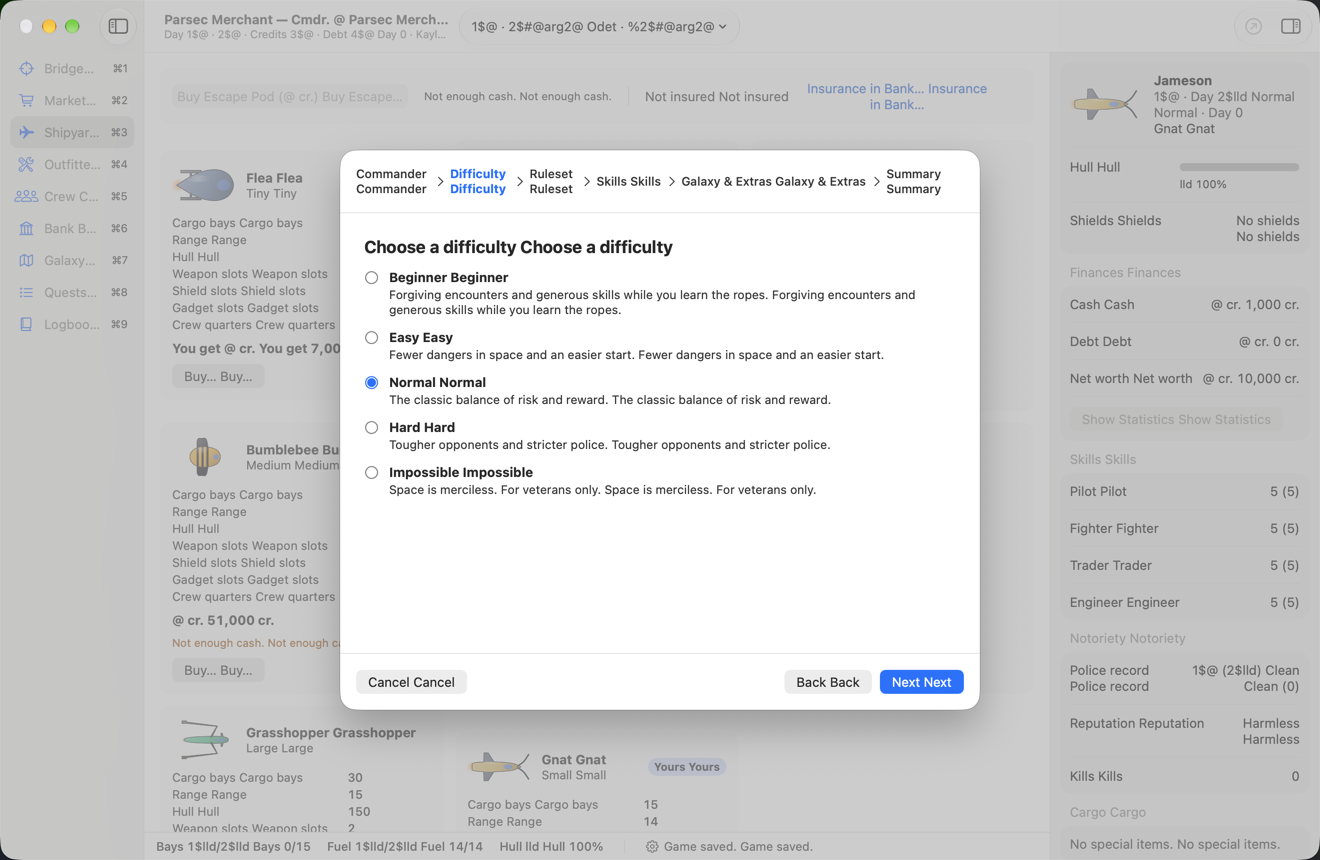 Parsec Merchant — Cmdr. @ Parsec Merch...
Day 1$@ · 2$@ · Credits 3$@ · Debt 4$@ Day 0 · Kayl...
1$@ · 2$#@arg2@ Odet · %2$#@arg2@
Bridge... ⌘1
Market... ⌘2
Shipyar... ⌘3
Outfitte... ⌘4
Crew C... ⌘5
Bank B... ⌘6
Galaxy... ⌘7
Quests... ⌘8
Logboo... ⌘9
Buy Escape Pod (@ cr.) Buy Escape...
Not enough cash. Not enough cash.
Not insured Not insured
Insurance in Bank... Insurance
in Bank...
Flea Flea
Tiny Tiny
Cargo bays Cargo bays
Range Range
Hull Hull
Weapon slots Weapon slots
Shield slots Shield slots
Gadget slots Gadget slots
Crew quarters Crew quarters
You get @ cr. You get 7,00
Buy... Buy...
Bumblebee Bu
Medium Medium
Cargo bays Cargo bays
Range Range
Hull Hull
Weapon slots Weapon slots
Shield slots Shield slots
Gadget slots Gadget slots
Crew quarters Crew quarters
@ cr. 51,000 cr.
Not enough cash. Not enough ca
Buy... Buy...
Grasshopper Grasshopper
Large Large
Cargo bays Cargo bays 30
Range Range 15
Hull Hull 150
Weapon slots Weapon slots 2
Gnat Gnat
Small Small
Yours Yours
Cargo bays Cargo bays 15
Range Range 14
Commander
Commander
Difficulty
Difficulty
Ruleset
Ruleset
Skills Skills
Galaxy & Extras Galaxy & Extras
Summary
Summary
Choose a difficulty Choose a difficulty
Beginner Beginner
Forgiving encounters and generous skills while you learn the ropes. Forgiving encounters and
generous skills while you learn the ropes.
Easy Easy
Fewer dangers in space and an easier start. Fewer dangers in space and an easier start.
Normal Normal
The classic balance of risk and reward. The classic balance of risk and reward.
Hard Hard
Tougher opponents and stricter police. Tougher opponents and stricter police.
Impossible Impossible
Space is merciless. For veterans only. Space is merciless. For veterans only.
Cancel Cancel
Back Back
Next Next
Jameson
1$@ · Day 2$lld Normal
Normal · Day 0
Gnat Gnat
Hull Hull
lld 100%
Shields Shields
No shields
No shields
Finances Finances
Cash Cash @ cr. 1,000 cr.
Debt Debt @ cr. 0 cr.
Net worth Net worth @ cr. 10,000 cr.
Show Statistics Show Statistics
Skills Skills
Pilot Pilot 5 (5)
Fighter Fighter 5 (5)
Trader Trader 5 (5)
Engineer Engineer 5 (5)
Notoriety Notoriety
Police record 1$@ (2$lld) Clean
Police record Clean (0)
Reputation Reputation Harmless
Harmless
Kills Kills 0
Cargo Cargo
No special items. No special items.
Bays 1$lld/2$lld Bays 0/15 Fuel 1$lld/2$lld Fuel 14/14 Hull lld Hull 100% Game saved. Game saved.